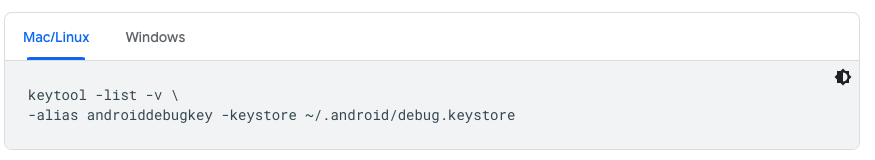 Mac/Linux Windows
keytool -list -v \
-alias androiddebugkey -keystore ~/.android/debug.keystore